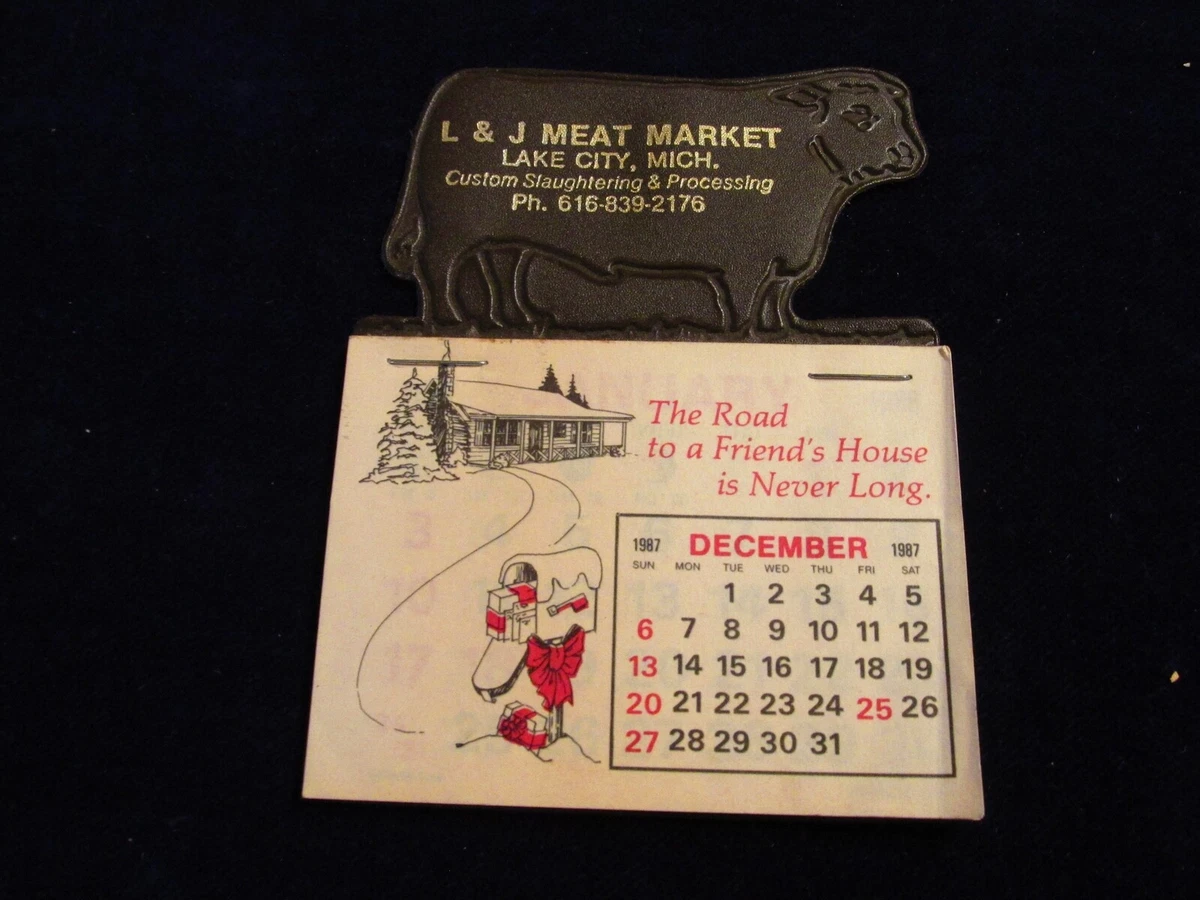 L & J MEAT MARKET
LAKE CITY, MICH.
Custom Slaughtering & Processing
Ph. 616-839-2176
The Road
to a Friend's House
is Never Long.
1987 DECEMBER 1987
SUN MON TUE WED THU FRI SAT
1 2 3 4 5
6 7 8 9 10 11 12
13 14 15 16 17 18 19
20 21 22 23 24 25 26
27 28 29 30 31